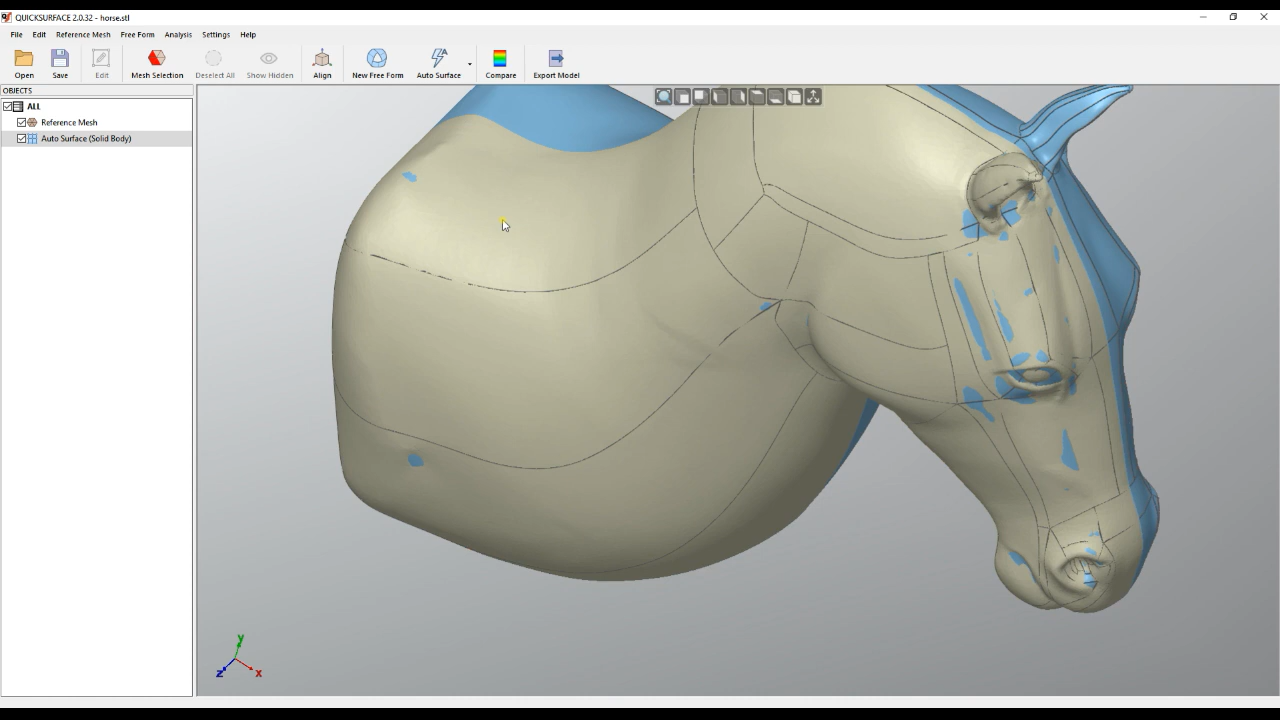 QUICKSURFACE 2.0.32 - horse.stl
File Edit Reference Mesh Free Form Analysis Settings Help
Open Save Edit Mesh Selection Deselect All Show Hidden Align New Free Form Auto Surface Compare Export Model
OBJECTS
ALL
Reference Mesh
Auto Surface (Solid Body)
y
z x